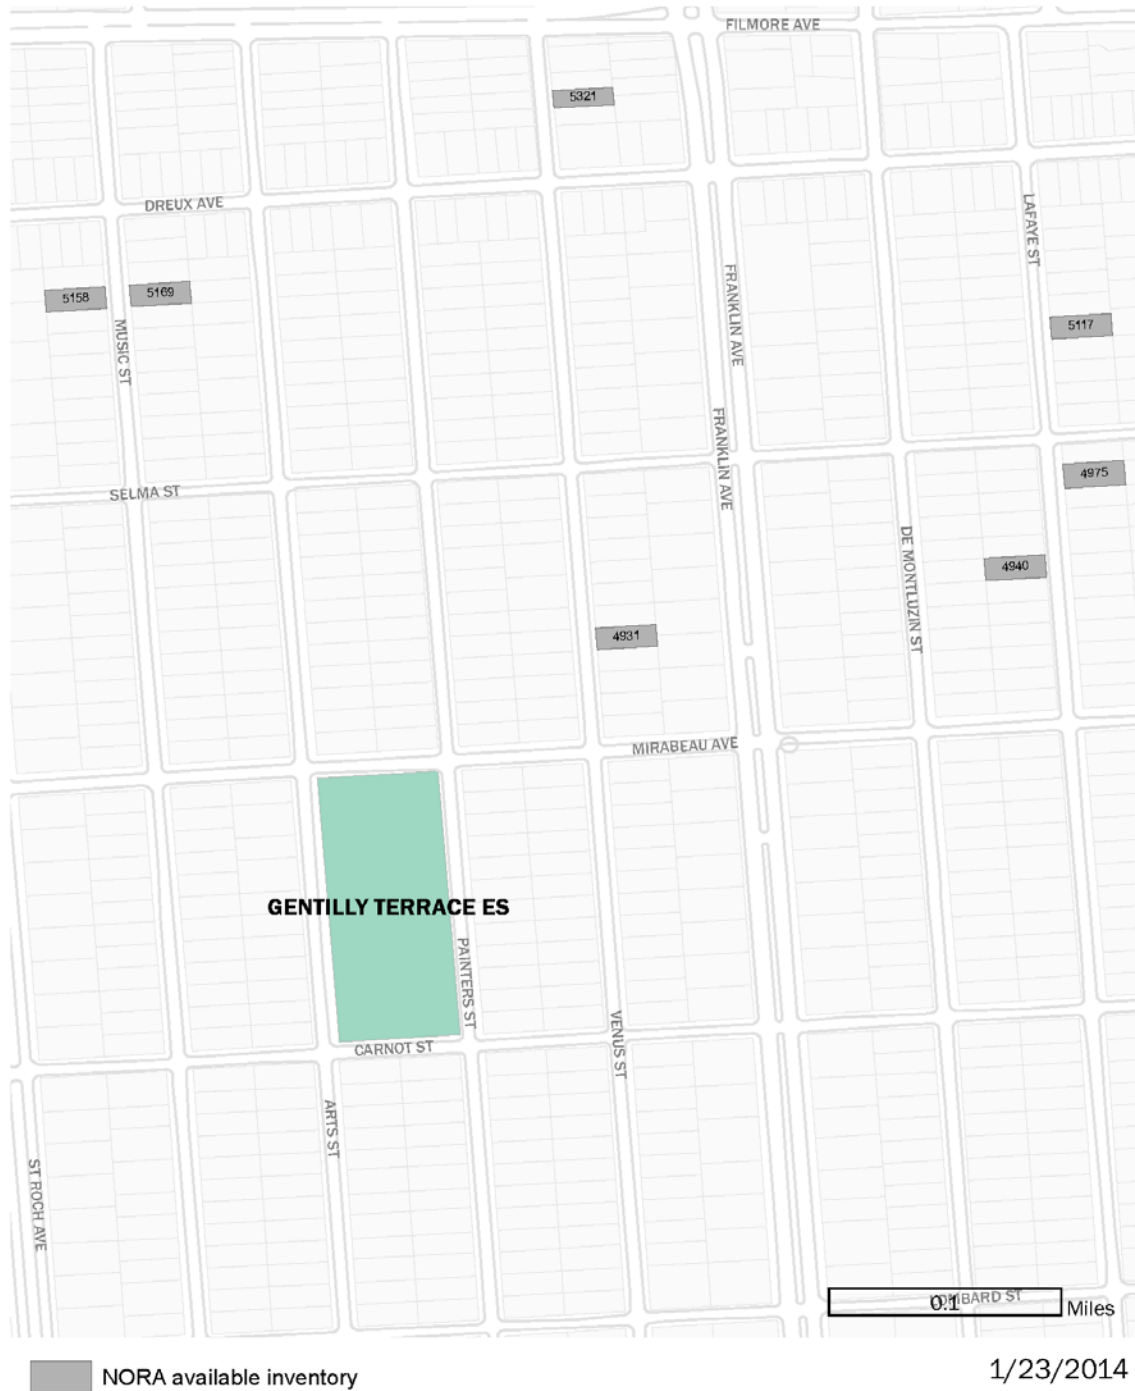 FILMORE AVE
5321
DREUX AVE
LAFAYE ST
5158
5169
FRANKLIN AVE
MUSIC ST
5117
FRANKLIN AVE
SELMA ST
4975
DE MONTLUZIN ST
4940
4931
MIRABEAU AVE
GENTILLY TERRACE ES
PAINTERS ST
VENUS ST
CARNOT ST
ARTS ST
ST ROCH AVE
0.1
LOMBARD ST
Miles
NORA available inventory
1/23/2014